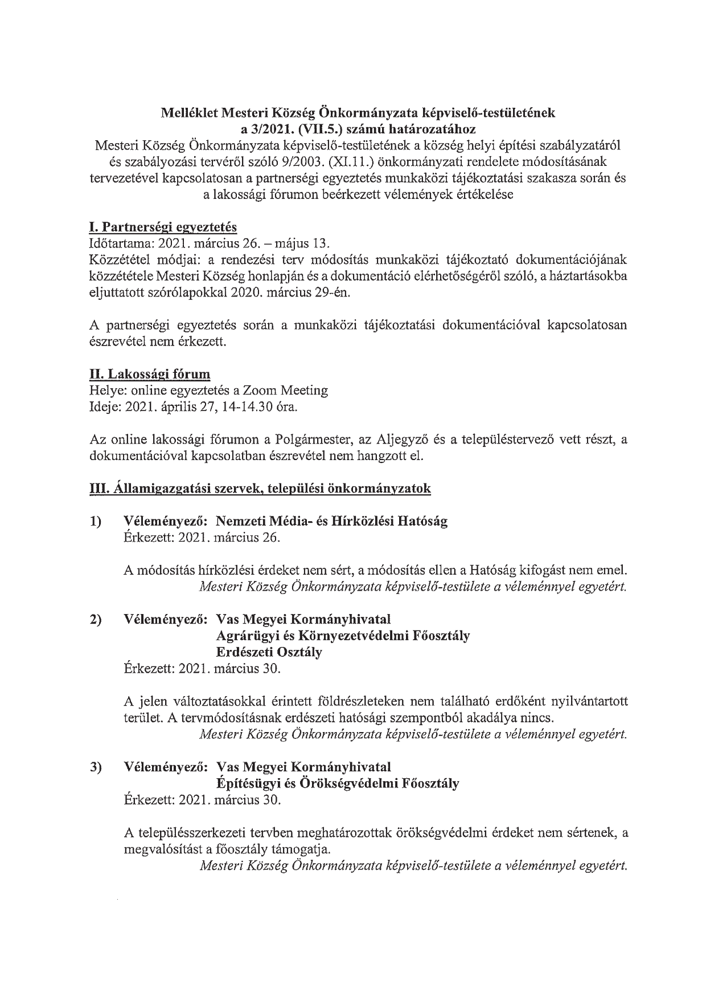 Melléklet Mesteri Község Önkormányzata képviselő-testületének
a 3/2021. (VII.5.) számú határozatához
Mesteri Község Önkormányzata képviselő-testületének a község helyi építési szabályzatáról
és szabályozási tervéről szóló 9/2003. (XI.11.) önkormányzati rendelete módosításának
tervezetével kapcsolatosan a partnerségi egyeztetés munkaközi tájékoztatási szakasza során és
a lakossági fórumon beérkezett vélemények értékelése
I. Partnerségi egyeztetés
Időtartama: 2021. március 26. – május 13.
Közzététel módjai: a rendezési terv módosítás munkaközi tájékoztató dokumentációjának
közzététele Mesteri Község honlapján és a dokumentáció elérhetőségéről szóló, a háztartásokba
eljuttatott szórólapokkal 2020. március 29-én.
A partnerségi egyeztetés során a munkaközi tájékoztatási dokumentációval kapcsolatosan
észrevétel nem érkezett.
II. Lakossági fórum
Helye: online egyeztetés a Zoom Meeting
Ideje: 2021. április 27, 14-14.30 óra.
Az online lakossági fórumon a Polgármester, az Aljegyző és a településtervező vett részt, a
dokumentációval kapcsolatban észrevétel nem hangzott el.
III. Államigazgatási szervek, települési önkormányzatok
1) Véleményező: Nemzeti Média- és Hírközlési Hatóság
Érkezett: 2021. március 26.
A módosítás hírközlési érdeket nem sért, a módosítás ellen a Hatóság kifogást nem emel.
Mesteri Község Önkormányzata képviselő-testülete a véleménnyel egyetért.
2) Véleményező: Vas Megyei Kormányhivatal
Agrárügyi és Környezetvédelmi Főosztály
Erdészeti Osztály
Érkezett: 2021. március 30.
A jelen változtatásokkal érintett földrészleteken nem található erdőként nyilvántartott
terület. A tervmódosításnak erdészeti hatósági szempontból akadálya nincs.
Mesteri Község Önkormányzata képviselő-testülete a véleménnyel egyetért.
3) Véleményező: Vas Megyei Kormányhivatal
Építésügyi és Örökségvédelmi Főosztály
Érkezett: 2021. március 30.
A településszerkezeti tervben meghatározottak örökségvédelmi érdeket nem sértenek, a
megvalósítást a főosztály támogatja.
Mesteri Község Önkormányzata képviselő-testülete a véleménnyel egyetért.